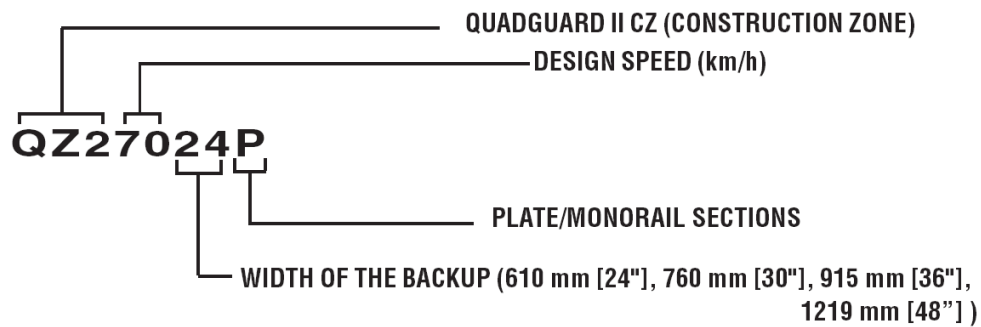 QUADGUARD II CZ (CONSTRUCTION ZONE)
DESIGN SPEED (km/h)
QZ27024P
PLATE/MONORAIL SECTIONS
WIDTH OF THE BACKUP (610 mm [24"], 760 mm [30"], 915 mm [36"],
1219 mm [48”] )